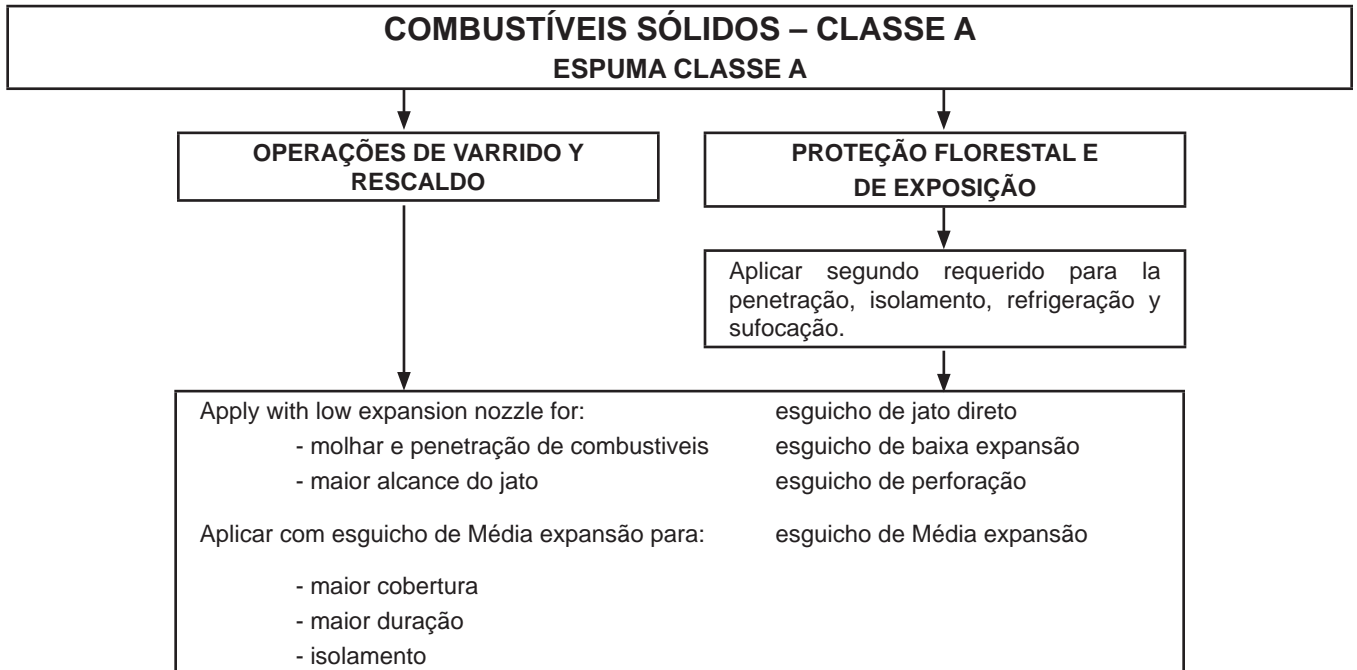 COMBUSTÍVEIS SÓLIDOS – CLASSE A
ESPUMA CLASSE A
OPERAÇÕES DE VARRIDO Y
RESCALDO
PROTEÇÃO FLORESTAL E
DE EXPOSIÇÃO
Aplicar segundo requerido para la
penetração, isolamento, refrigeração y
sufocação.
Apply with low expansion nozzle for: esguicho de jato direto
- molhar e penetração de combustiveis esguicho de baixa expansão
- maior alcance do jato esguicho de perforação
Aplicar com esguicho de Média expansão para: esguicho de Média expansão
- maior cobertura
- maior duração
- isolamento